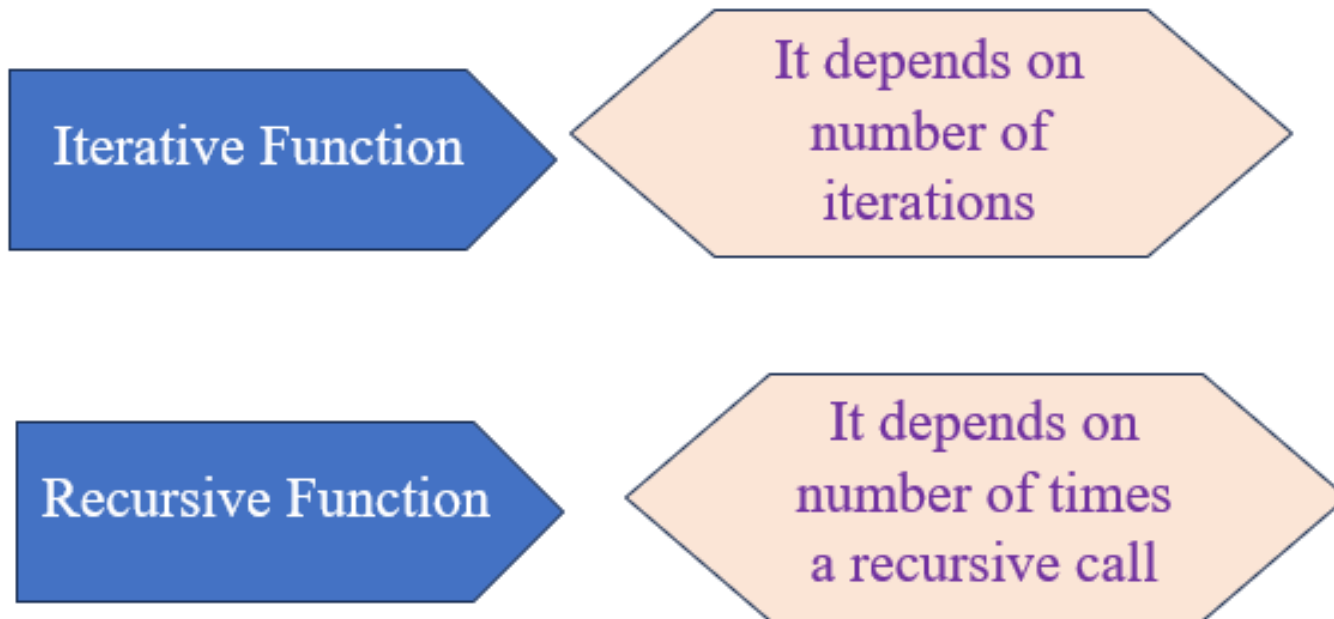 Iterative Function
It depends on
number of
iterations
Recursive Function
It depends on
number of times
a recursive call